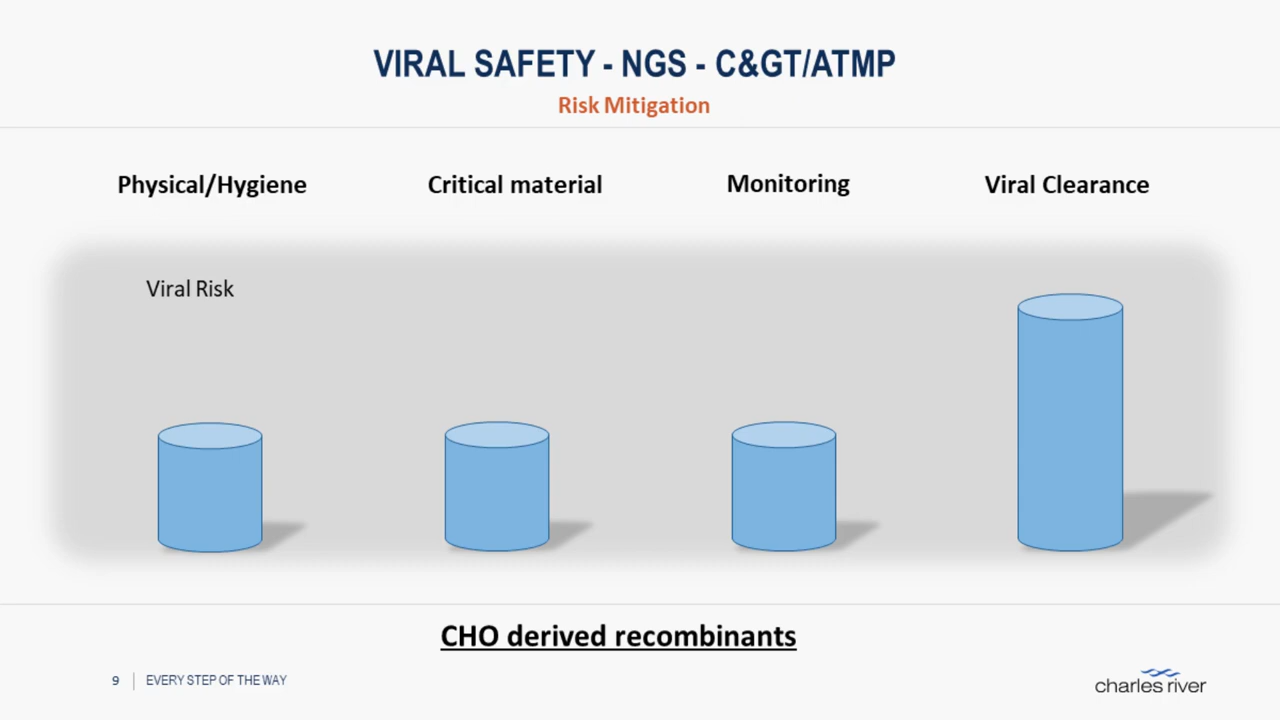 VIRAL SAFETY - NGS - C&GT/ATMP
Risk Mitigation
Physical/Hygiene
Critical material
Monitoring
Viral Clearance
Viral Risk
CHO derived recombinants
9
EVERY STEP OF THE WAY
charles river